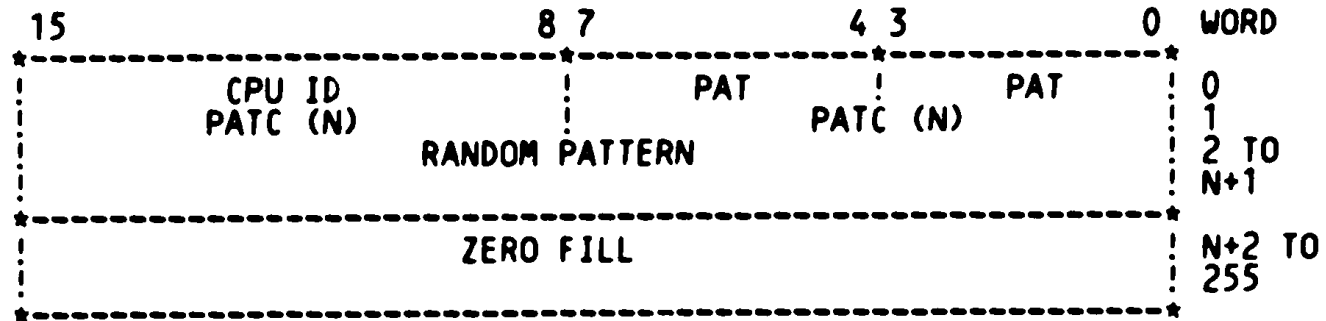 15 8 7 4 3 0 WORD
CPU ID PAT PAT 0
PATC (N) PATC (N) 1
RANDOM PATTERN 2 TO
N+1
ZERO FILL N+2 TO
255